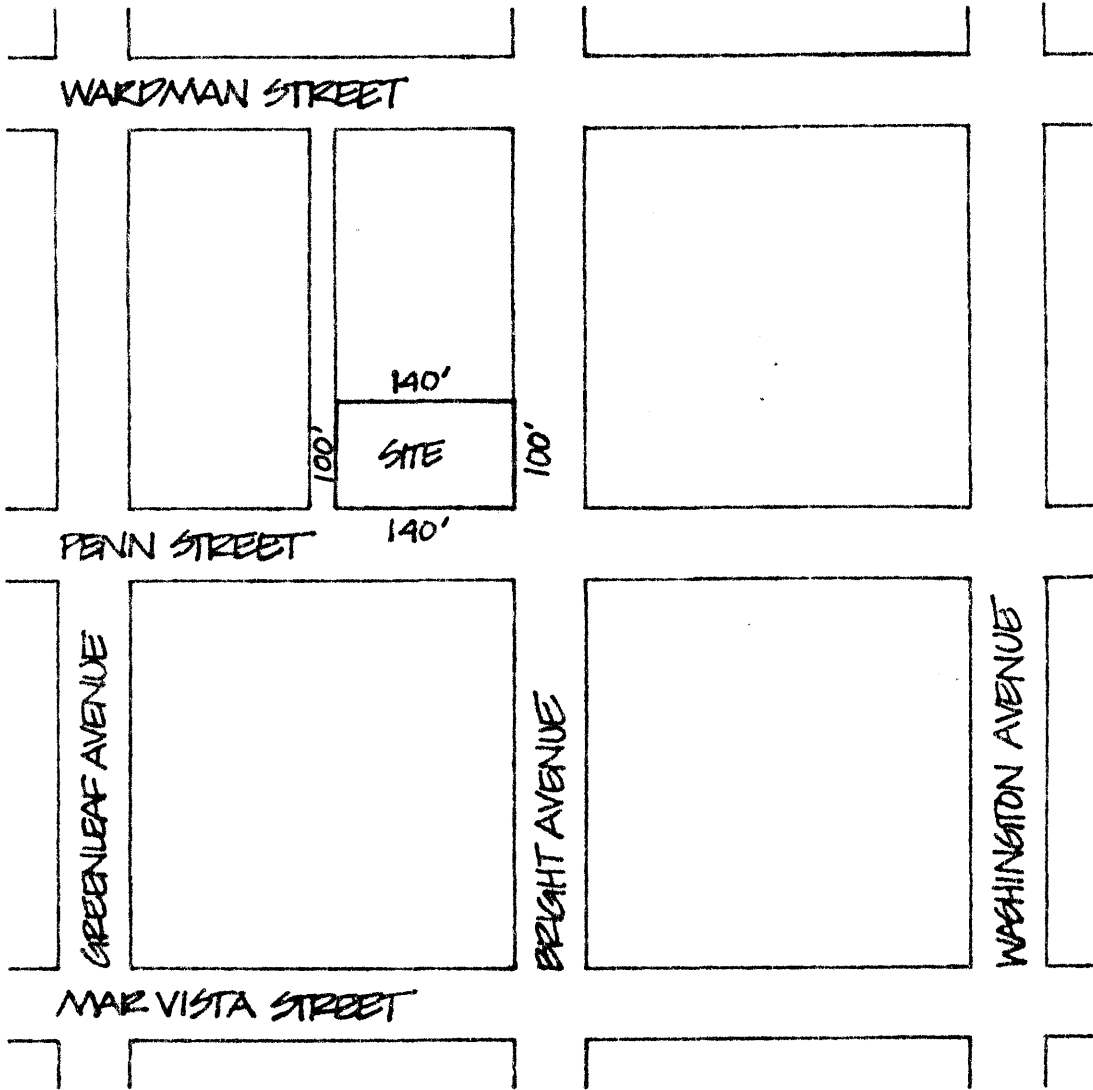 WARDMAN STREET
140'
100'
SITE
100'
140'
PENN STREET
GREENLEAF AVENUE
BRIGHT AVENUE
WASHINGTON AVENUE
MAR VISTA STREET